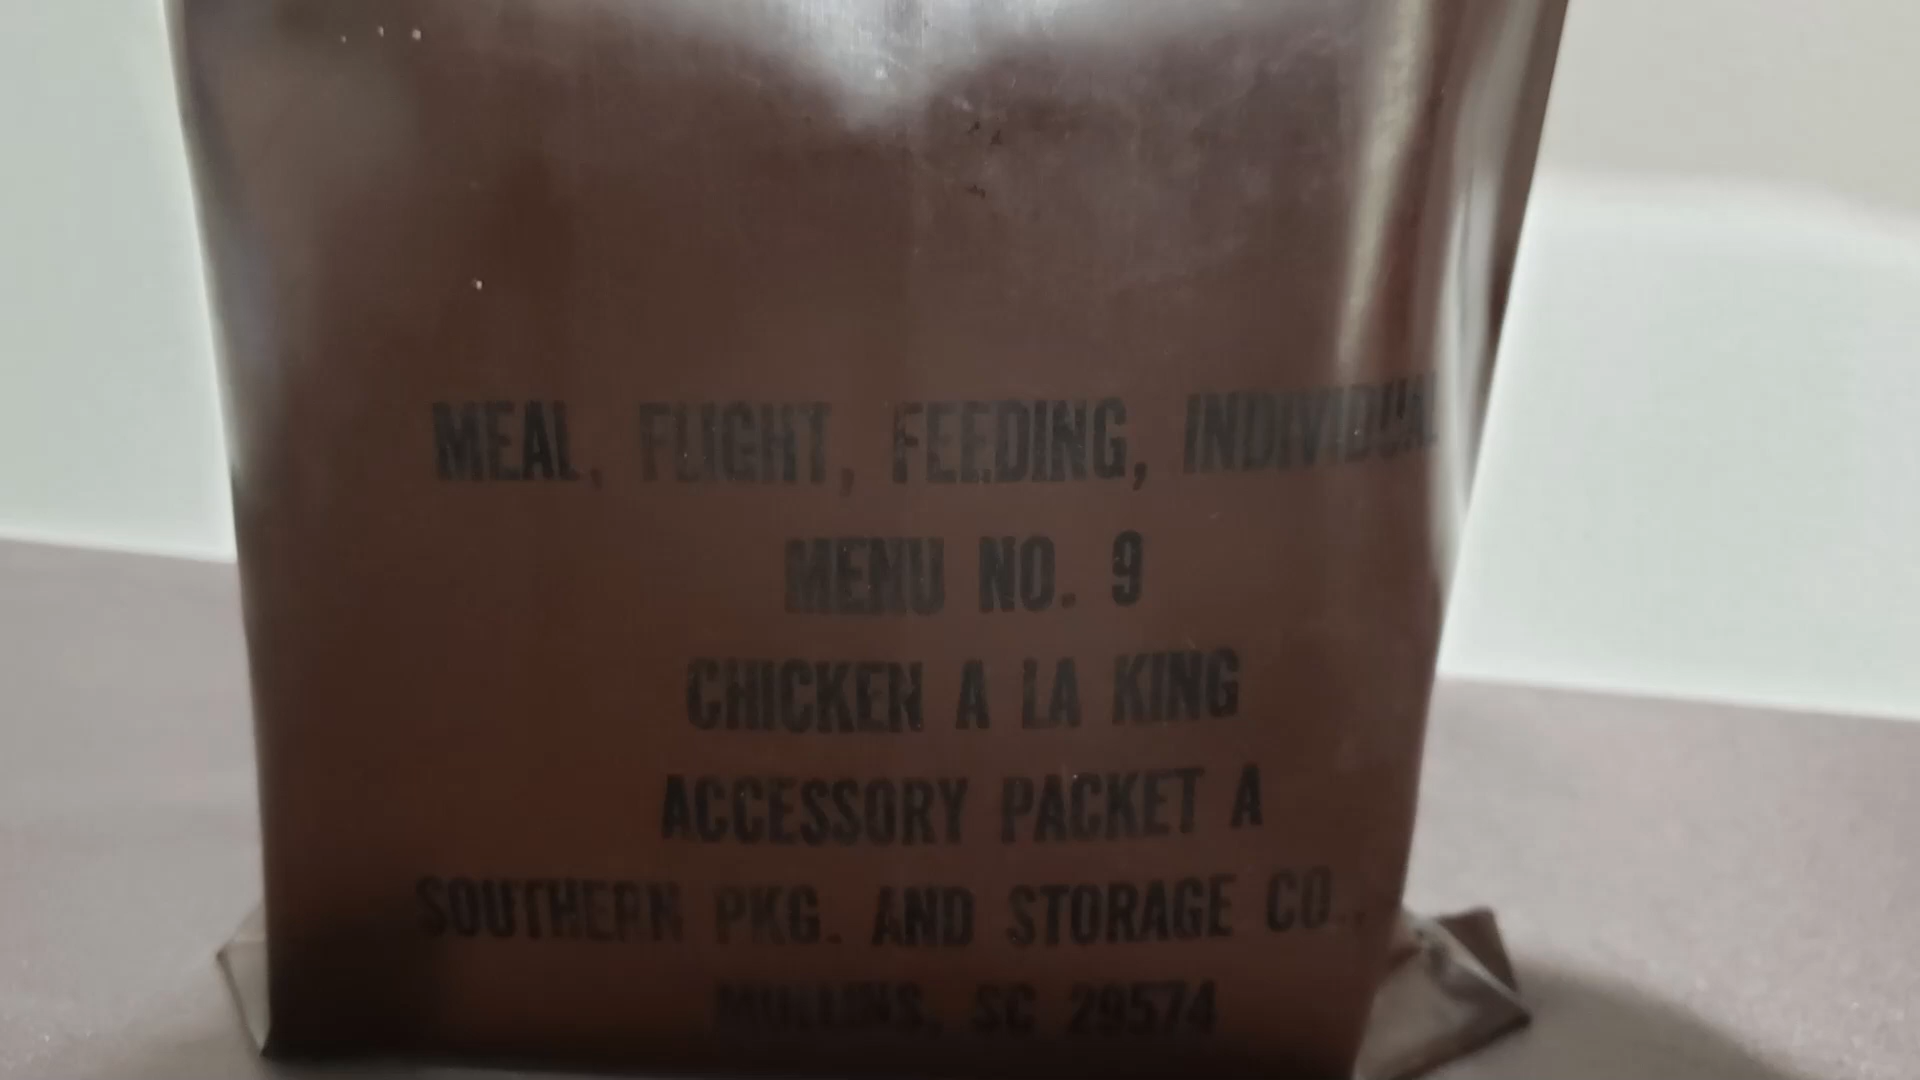 MEAL, FLIGHT, FEEDING, INDIVIDUAL
MENU NO. 9
CHICKEN A LA KING
ACCESSORY PACKET A
SOUTHERN PKG. AND STORAGE CO.,
MULLINS, SC 29574